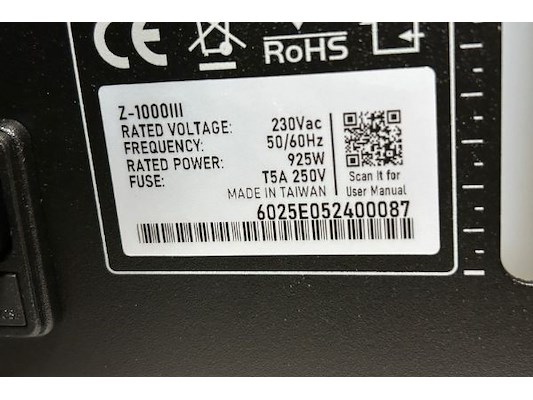 CE
RoHS
Z-1000III
RATED VOLTAGE: 230Vac
FREQUENCY: 50/60Hz
RATED POWER: 925W
FUSE: T5A 250V
MADE IN TAIWAN
Scan it for
User Manual
6025E052400087